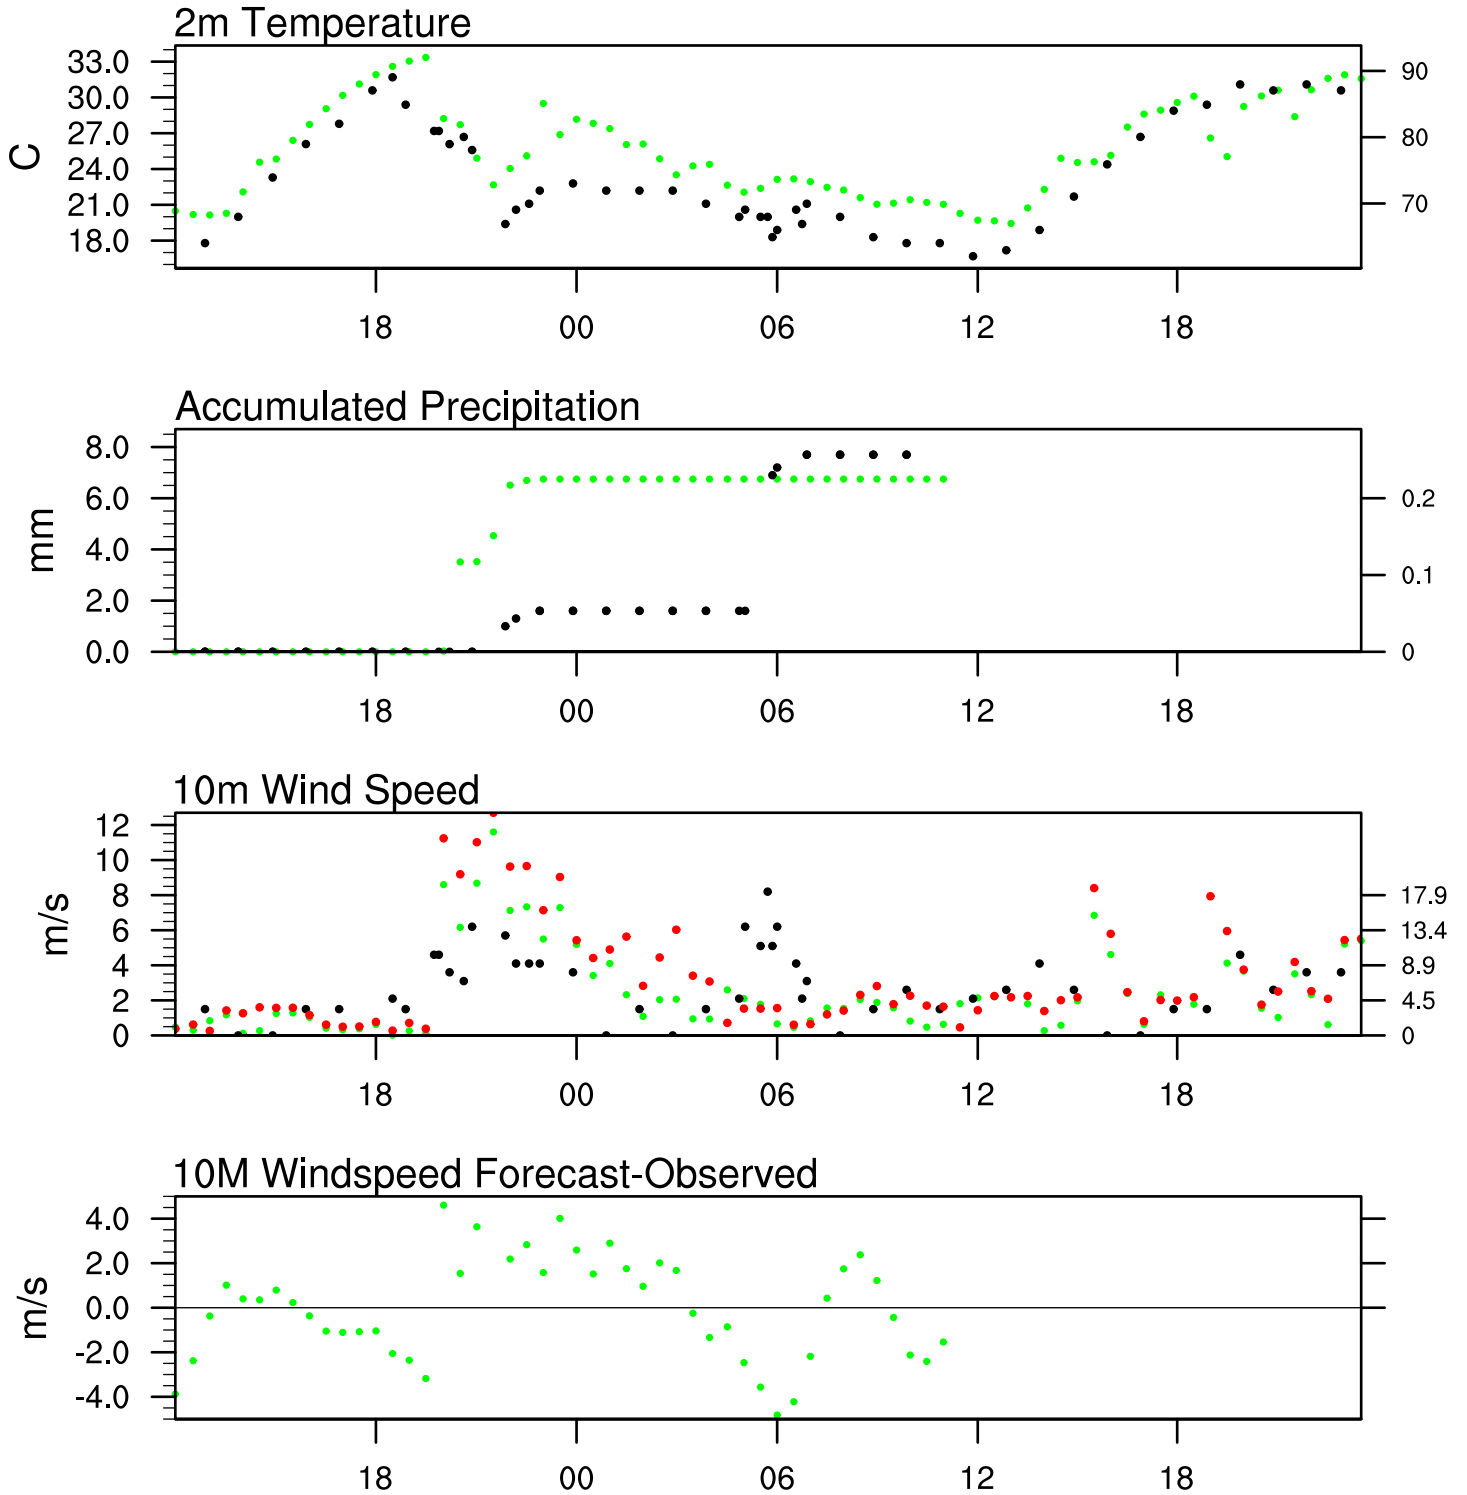 2m Temperature
33.0
30.0
27.0
24.0
21.0
18.0
C
90
80
70
18 00 06 12 18
Accumulated Precipitation
8.0
6.0
4.0
2.0
0.0
mm
0.2
0.1
0
18 00 06 12 18
10m Wind Speed
12
10
8
6
4
2
0
m/s
17.9
13.4
8.9
4.5
0
18 00 06 12 18
10M Windspeed Forecast-Observed
4.0
2.0
0.0
-2.0
-4.0
m/s
18 00 06 12 18